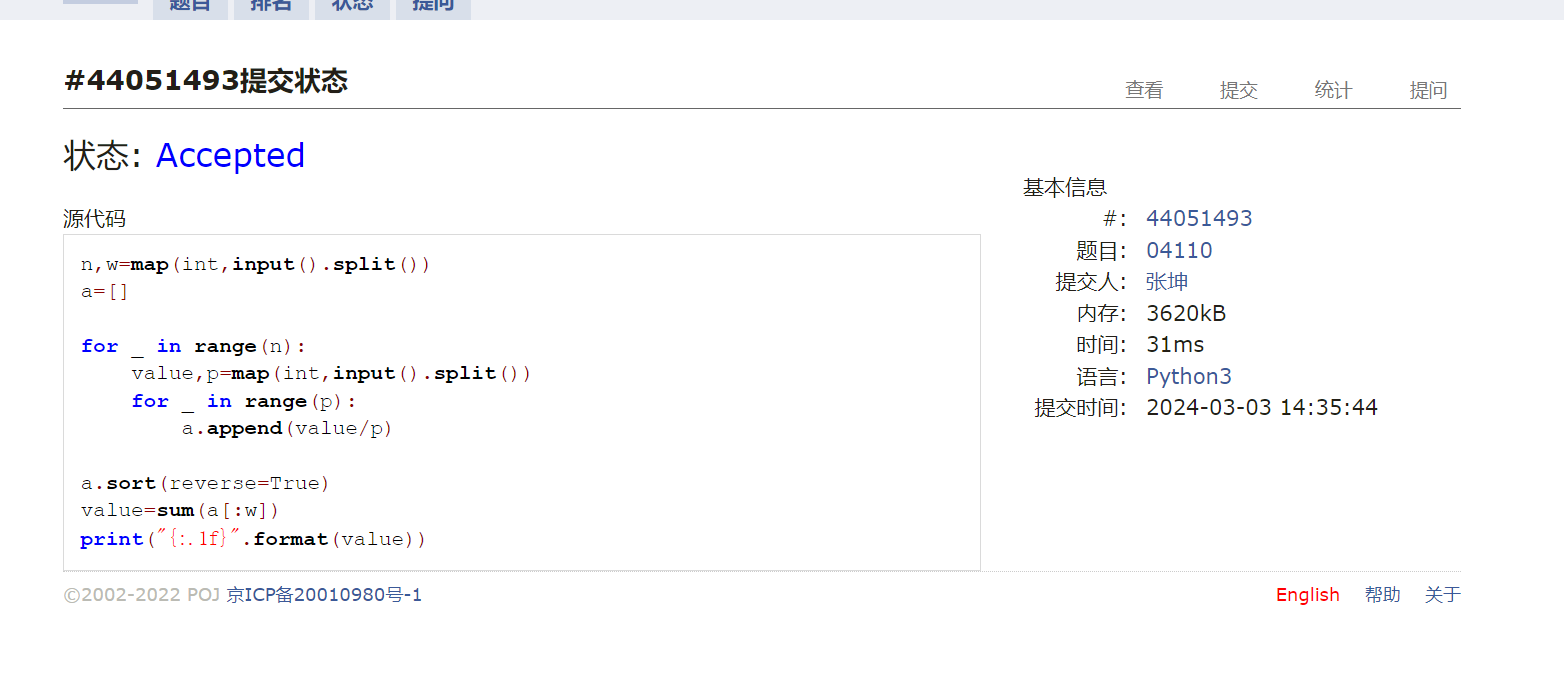 题目 排名 状态 提问
#44051493提交状态
查看 提交 统计 提问
状态: Accepted
源代码
n,w=map(int,input().split())
a=[]
for _ in range(n):
    value,p=map(int,input().split())
    for _ in range(p):
        a.append(value/p)
a.sort(reverse=True)
value=sum(a[:w])
print("{:.1f}".format(value))
基本信息
#: 44051493
题目: 04110
提交人: 张坤
内存: 3620kB
时间: 31ms
语言: Python3
提交时间: 2024-03-03 14:35:44
©2002-2022 POJ 京ICP备20010980号-1
English 帮助 关于